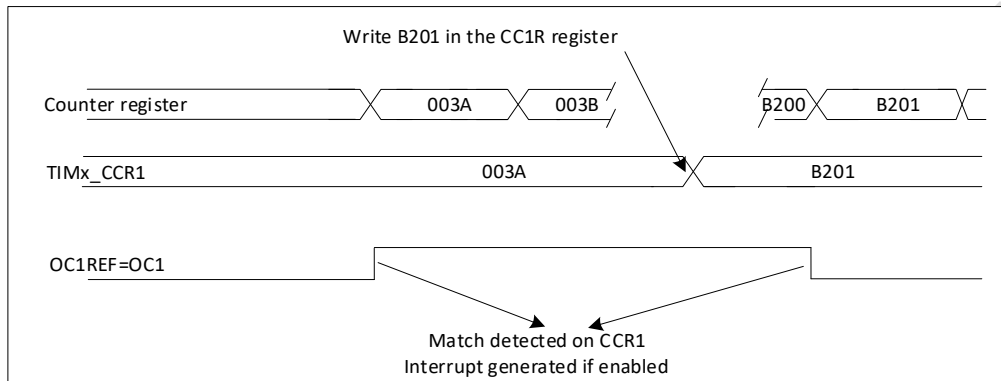 Write B201 in the CC1R register
Counter register 003A 003B B200 B201
TIMx_CCR1 003A B201
OC1REF=OC1
Match detected on CCR1
Interrupt generated if enabled